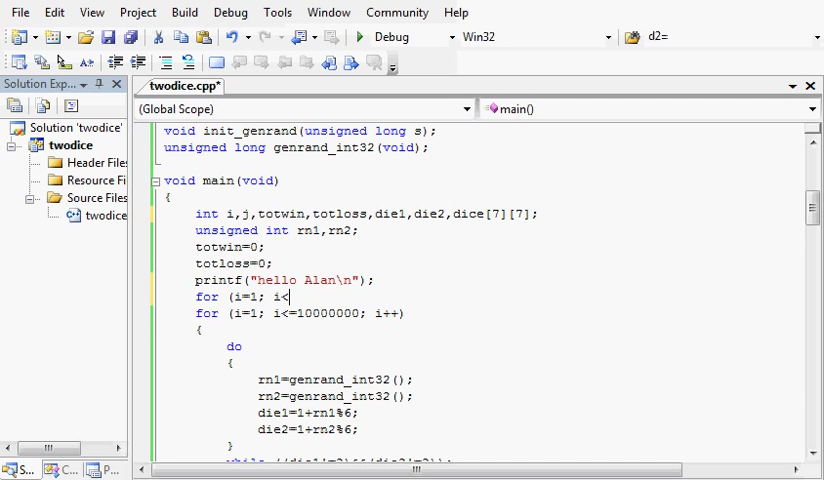 File Edit View Project Build Debug Tools Window Community Help
Debug Win32 d2=
Solution Exp... twodice.cpp*
(Global Scope) main()
Solution 'twodice'
twodice
Header Files
Resource Fi
Source Files
twodice
void init_genrand(unsigned long s);
unsigned long genrand_int32(void);
void main(void)
{
int i,j,totwin,totloss,die1,die2,dice[7][7];
unsigned int rn1,rn2;
totwin=0;
totloss=0;
printf("hello Alan\n");
for (i=1; i<
for (i=1; i<=10000000; i++)
{
do
{
rn1=genrand_int32();
rn2=genrand_int32();
die1=1+rn1%6;
die2=1+rn2%6;
}
S... C... P...